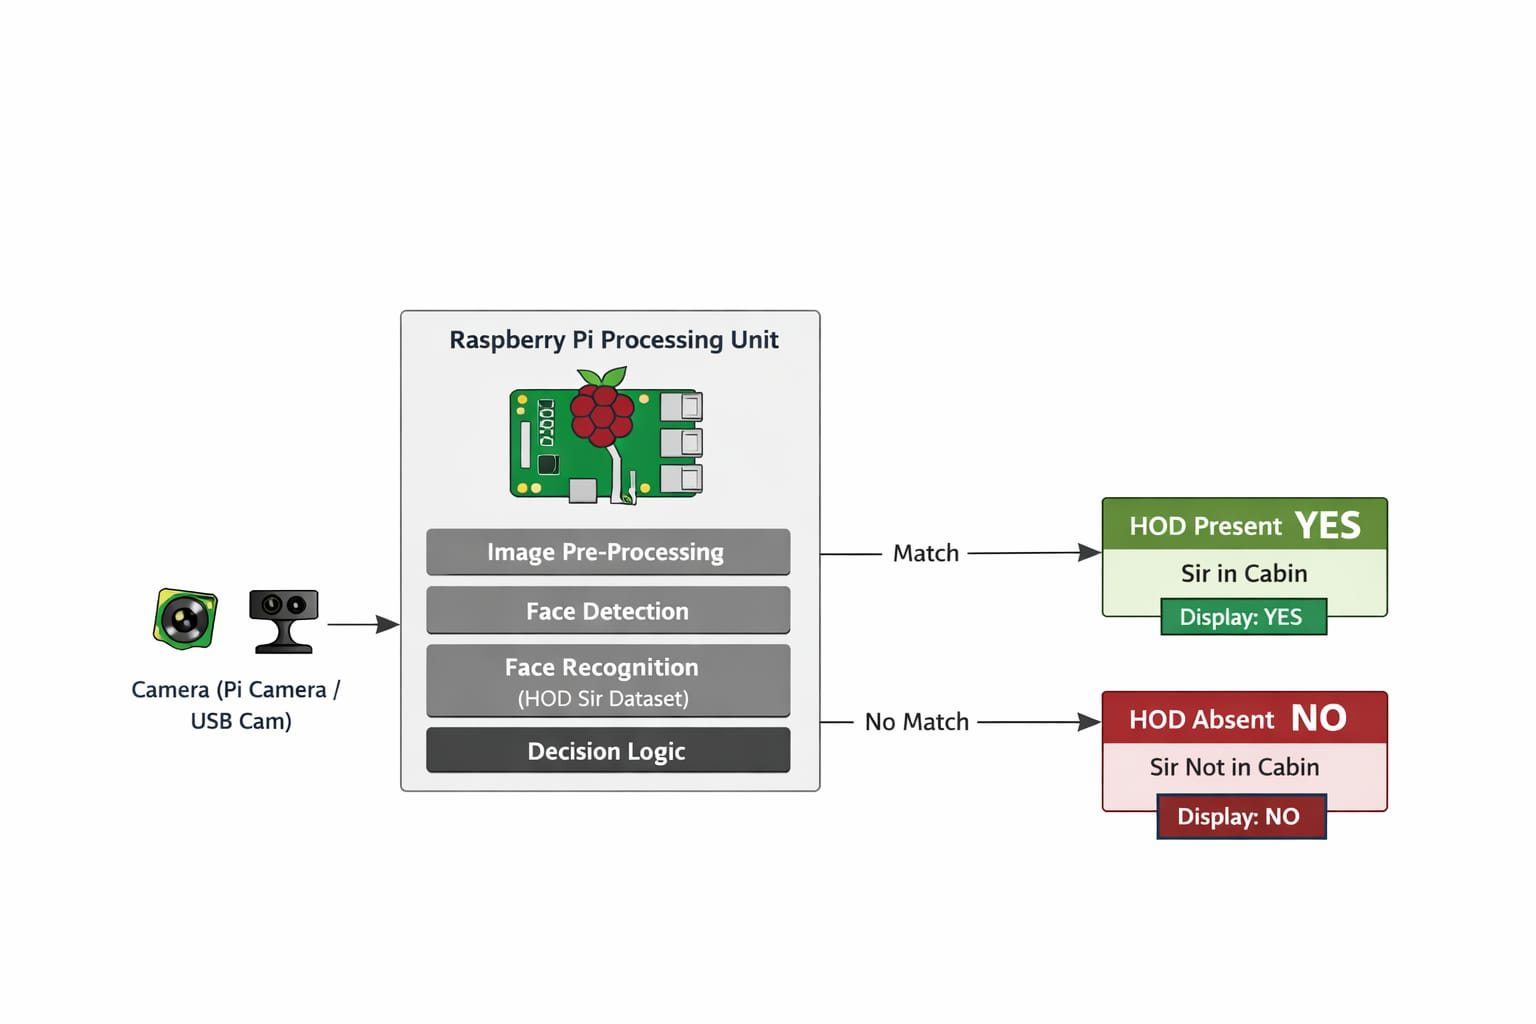 Raspberry Pi Processing Unit
Image Pre-Processing
Face Detection
Face Recognition
(HOD Sir Dataset)
Decision Logic
Camera (Pi Camera /
USB Cam)
Match
No Match
HOD Present YES
Sir in Cabin
Display: YES
HOD Absent NO
Sir Not in Cabin
Display: NO